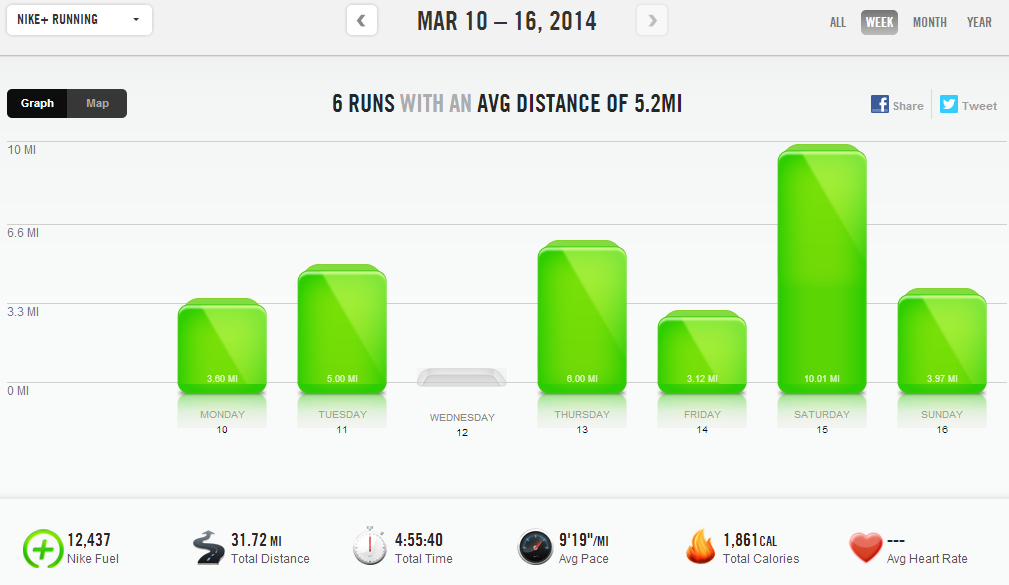 NIKE+ RUNNING
MAR 10 – 16, 2014
ALL WEEK MONTH YEAR
Graph Map
6 RUNS WITH AN AVG DISTANCE OF 5.2MI
Share Tweet
10 MI
6.6 MI
3.3 MI
0 MI
3.60 MI 5.00 MI 6.00 MI 3.12 MI 10.01 MI 3.97 MI
MONDAY TUESDAY WEDNESDAY THURSDAY FRIDAY SATURDAY SUNDAY
10 11 12 13 14 15 16
12,437 31.72 MI 4:55:40 9'19"/MI 1,861 CAL ---
Nike Fuel Total Distance Total Time Avg Pace Total Calories Avg Heart Rate